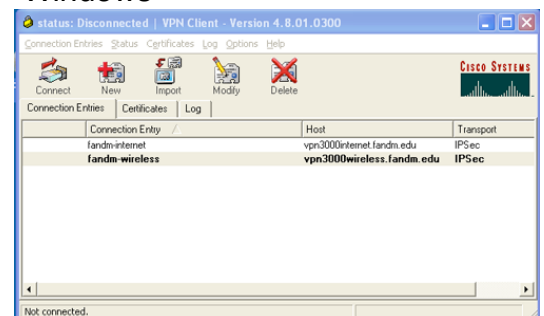 Windows
status: Disconnected | VPN Client - Version 4.8.01.0300
Connection Entries Status Certificates Log Options Help
Connect New Import Modify Delete
CISCO SYSTEMS
Connection Entries Certificates Log
Connection Entry Host Transport
fandm-internet vpn3000internet.fandm.edu IPSec
fandm-wireless vpn3000wireless.fandm.edu IPSec
Not connected.